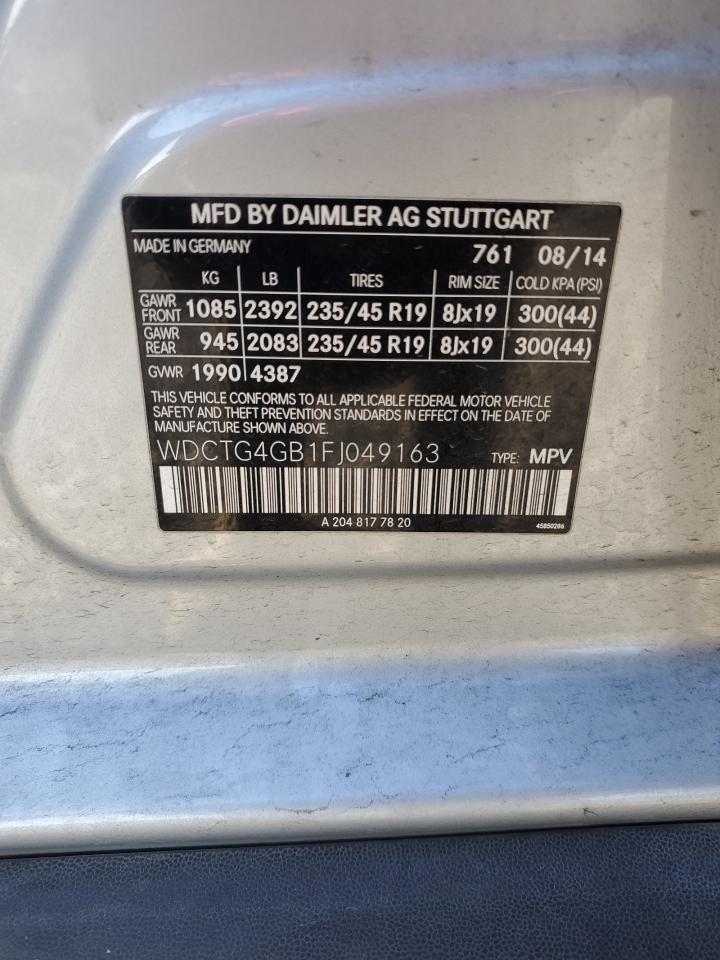 MFD BY DAIMLER AG STUTTGART
MADE IN GERMANY 761 08/14
KG LB TIRES RIM SIZE COLD KPA (PSI)
GAWR FRONT 1085 2392 235/45 R19 8Jx19 300(44)
GAWR REAR 945 2083 235/45 R19 8Jx19 300(44)
GVWR 1990 4387
THIS VEHICLE CONFORMS TO ALL APPLICABLE FEDERAL MOTOR VEHICLE
SAFETY AND THEFT PREVENTION STANDARDS IN EFFECT ON THE DATE OF
MANUFACTURE SHOWN ABOVE.
WDCTG4GB1FJ049163 TYPE: MPV
A 204 817 78 20 45850286